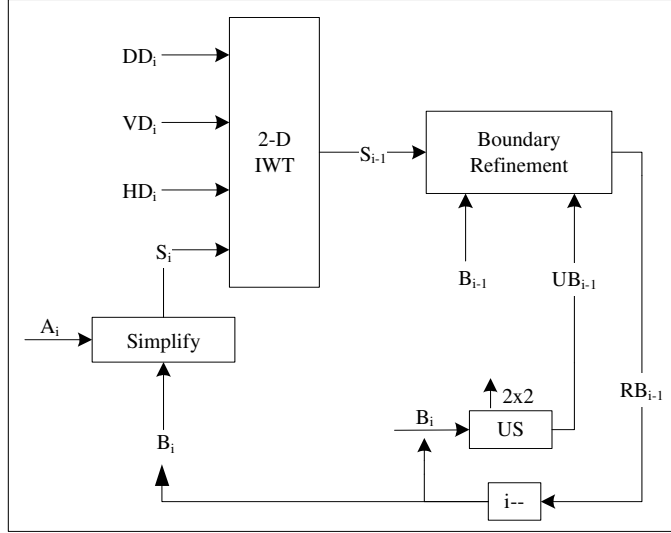 DDi
VDi
HDi
Si
2-D
IWT
Si-1
Boundary
Refinement
Bi-1
UBi-1
Ai
Simplify
RBi-1
2x2
Bi
US
Bi
i--